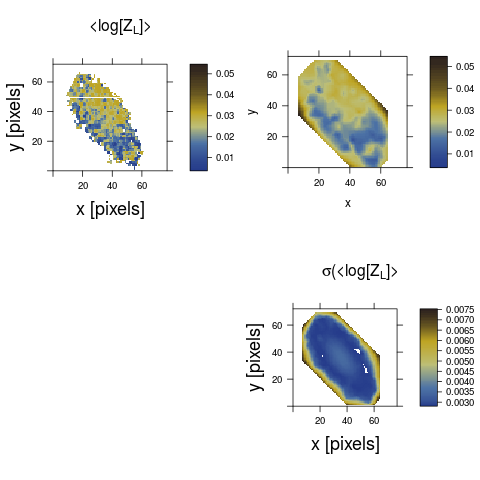 <log[Z_L]>
60
40
20
20 40 60
y [pixels]
x [pixels]
0.05
0.04
0.03
0.02
0.01
60
40
20
20 40 60
y
x
0.05
0.04
0.03
0.02
0.01
σ(<log[Z_L]>
60
40
20
20 40 60
y [pixels]
x [pixels]
0.0075
0.0070
0.0065
0.0060
0.0055
0.0050
0.0045
0.0040
0.0035
0.0030